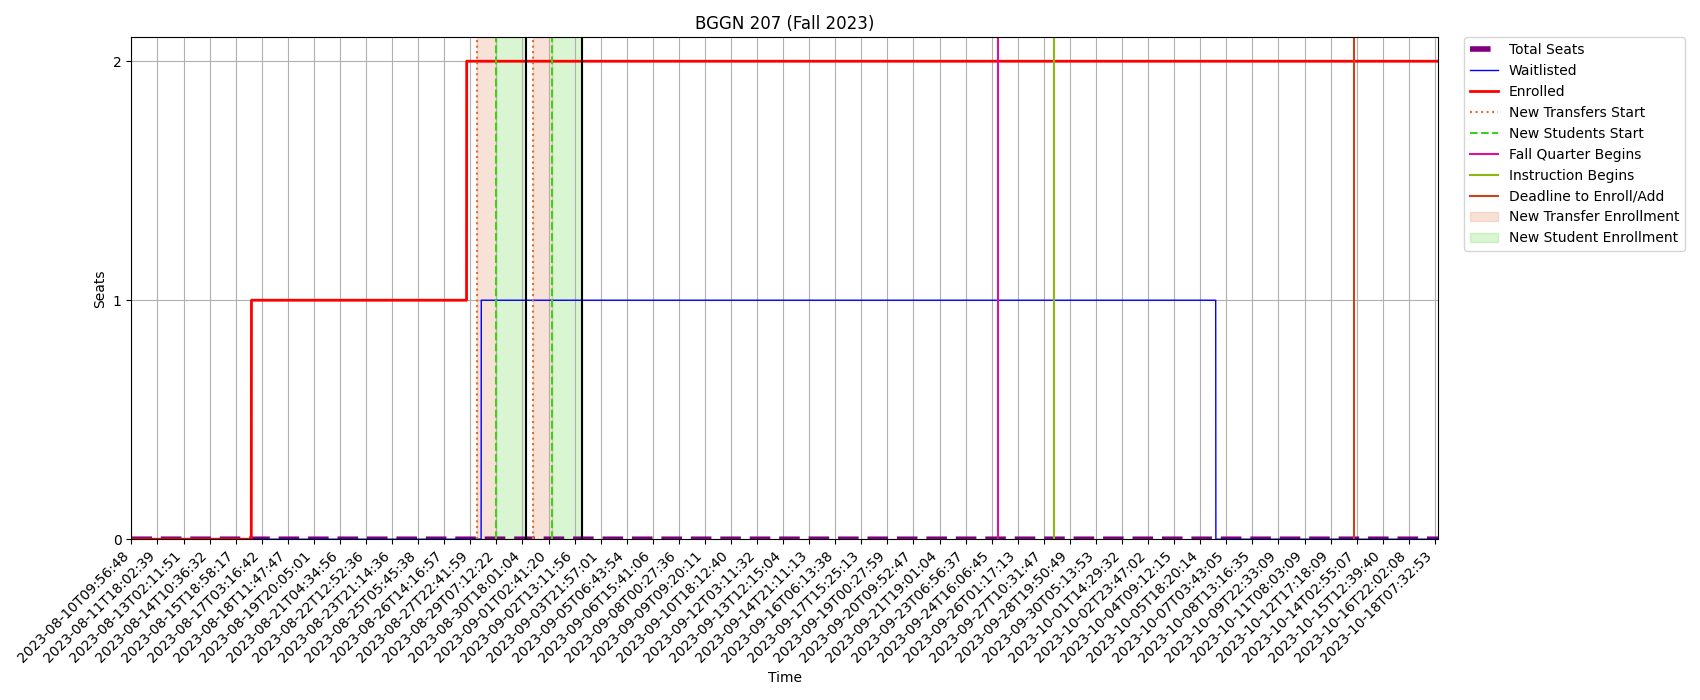 BGGN 207 (Fall 2023)
Seats
2
1
0
2023-08-10T09:56:48
2023-08-11T18:02:39
2023-08-13T02:11:51
2023-08-14T10:36:32
2023-08-15T18:58:17
2023-08-17T03:16:42
2023-08-18T11:47:47
2023-08-19T20:05:01
2023-08-21T04:34:56
2023-08-22T12:52:36
2023-08-23T21:14:36
2023-08-25T05:45:38
2023-08-26T14:16:57
2023-08-27T22:41:59
2023-08-29T07:12:22
2023-08-30T18:01:04
2023-09-01T02:41:20
2023-09-02T13:11:56
2023-09-03T21:57:01
2023-09-05T06:43:54
2023-09-06T15:41:06
2023-09-08T00:27:36
2023-09-09T09:20:11
2023-09-10T18:12:40
2023-09-12T03:11:32
2023-09-13T12:15:04
2023-09-14T21:11:13
2023-09-16T06:13:38
2023-09-17T15:25:13
2023-09-19T00:27:59
2023-09-20T09:52:47
2023-09-21T19:01:04
2023-09-23T06:56:37
2023-09-24T16:06:45
2023-09-26T01:17:13
2023-09-27T10:31:47
2023-09-28T19:50:49
2023-09-30T05:13:53
2023-10-01T14:29:32
2023-10-02T23:47:02
2023-10-04T09:12:15
2023-10-05T18:20:14
2023-10-07T03:43:05
2023-10-08T13:16:35
2023-10-09T22:33:09
2023-10-11T08:03:09
2023-10-12T17:18:09
2023-10-14T02:55:07
2023-10-15T12:39:40
2023-10-16T22:02:08
2023-10-18T07:32:53
Time
Total Seats
Waitlisted
Enrolled
New Transfers Start
New Students Start
Fall Quarter Begins
Instruction Begins
Deadline to Enroll/Add
New Transfer Enrollment
New Student Enrollment